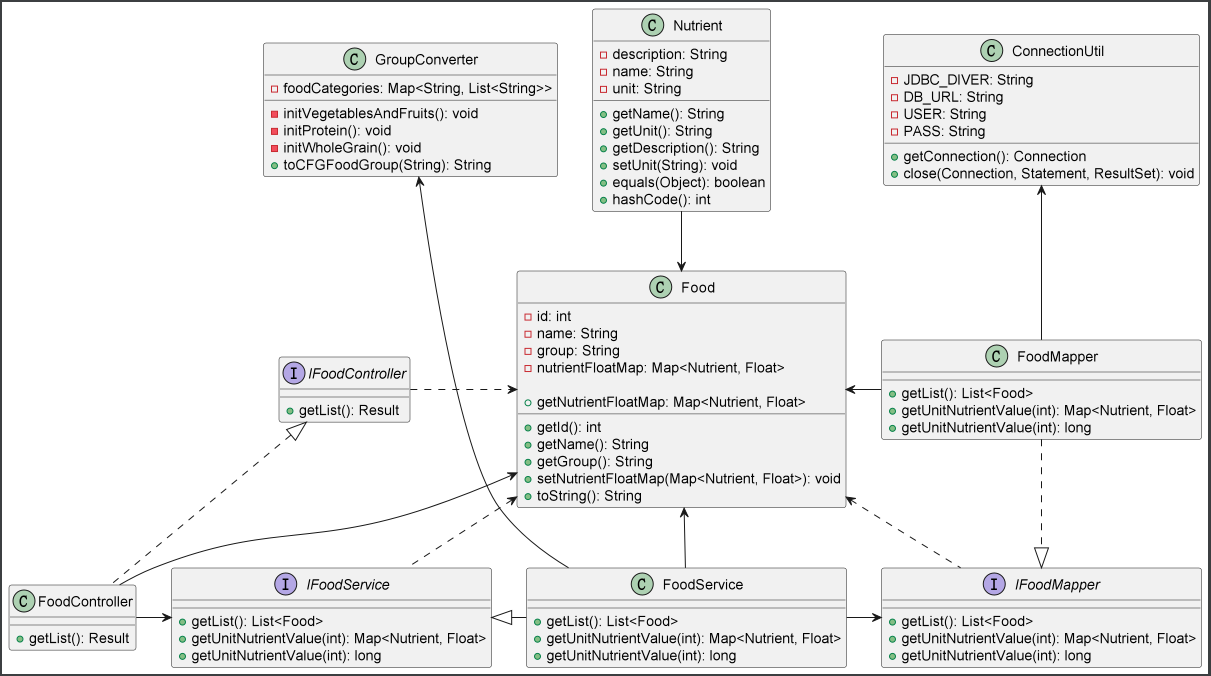 C Nutrient
description: String
name: String
unit: String
getName(): String
getUnit(): String
getDescription(): String
setUnit(String): void
equals(Object): boolean
hashCode(): int
C GroupConverter
foodCategories: Map<String, List<String>>
initVegetablesAndFruits(): void
initProtein(): void
initWholeGrain(): void
toCFGFoodGroup(String): String
C ConnectionUtil
JDBC_DIVER: String
DB_URL: String
USER: String
PASS: String
getConnection(): Connection
close(Connection, Statement, ResultSet): void
C Food
id: int
name: String
group: String
nutrientFloatMap: Map<Nutrient, Float>
getNutrientFloatMap: Map<Nutrient, Float>
getId(): int
getName(): String
getGroup(): String
setNutrientFloatMap(Map<Nutrient, Float>): void
toString(): String
I IFoodController
getList(): Result
C FoodMapper
getList(): List<Food>
getUnitNutrientValue(int): Map<Nutrient, Float>
getUnitNutrientValue(int): long
C FoodController
getList(): Result
I IFoodService
getList(): List<Food>
getUnitNutrientValue(int): Map<Nutrient, Float>
getUnitNutrientValue(int): long
C FoodService
getList(): List<Food>
getUnitNutrientValue(int): Map<Nutrient, Float>
getUnitNutrientValue(int): long
I IFoodMapper
getList(): List<Food>
getUnitNutrientValue(int): Map<Nutrient, Float>
getUnitNutrientValue(int): long